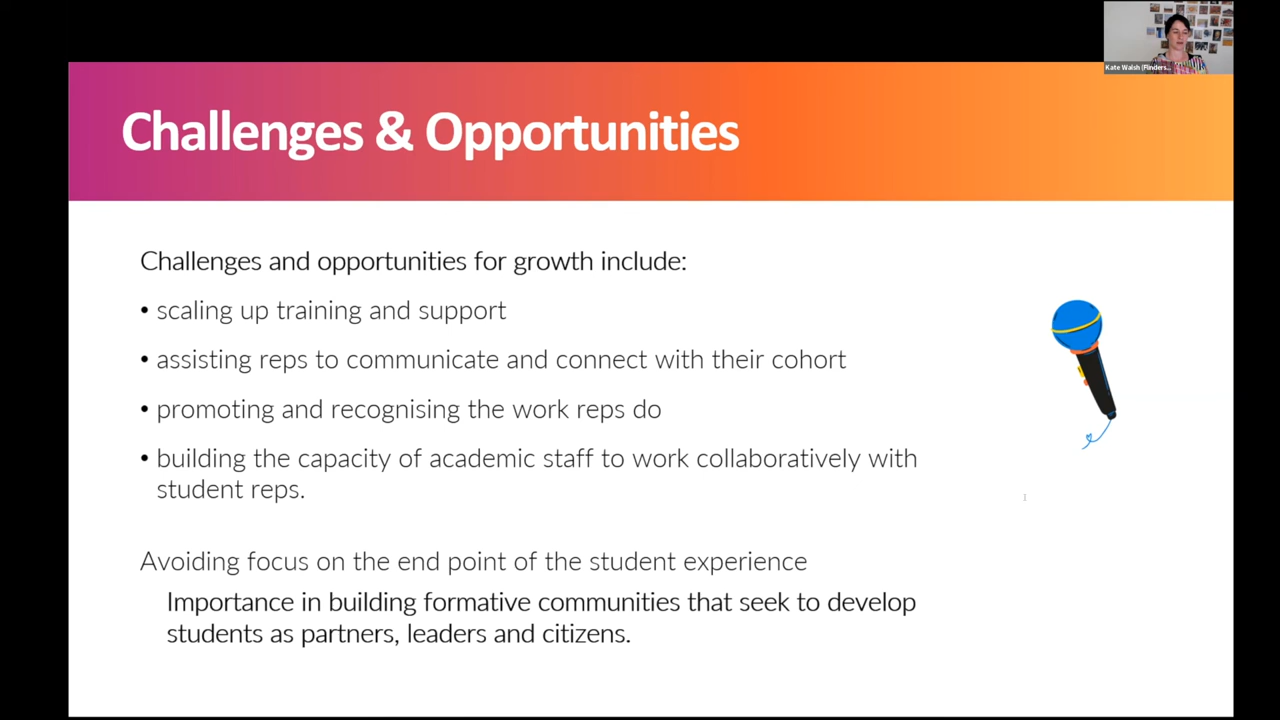 Kate Walsh (Flinders...
Challenges & Opportunities
Challenges and opportunities for growth include:
• scaling up training and support
• assisting reps to communicate and connect with their cohort
• promoting and recognising the work reps do
• building the capacity of academic staff to work collaboratively with
student reps.
Avoiding focus on the end point of the student experience
Importance in building formative communities that seek to develop
students as partners, leaders and citizens.